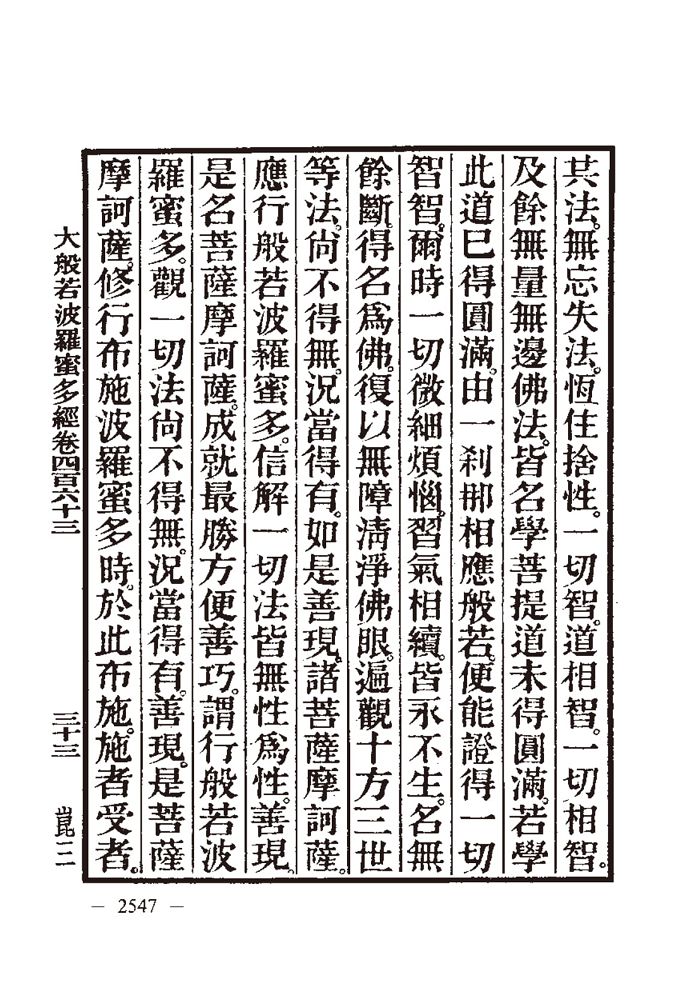 共法。無忘失法。恆住捨性。一切智。道相智。一切相智。
及餘無量無邊佛法。皆名學菩提道未得圓滿。若學
此道已得圓滿。由一刹那相應般若。便能證得一切
智智。爾時一切微細煩惱。習氣相續。皆永不生。名無
餘斷。得名爲佛。復以無障淸淨佛眼。遍觀十方三世
等法。尙不得無。況當得有。如是善現。諸菩薩摩訶薩。
應行般若波羅蜜多。信解一切法皆無性爲性。善現。
是名菩薩摩訶薩。成就最勝方便善巧。謂行般若波
羅蜜多。觀一切法尙不得無。況當得有。善現。是菩薩
摩訶薩。修行布施波羅蜜多時。於此布施。施者受者。
大般若波羅蜜多經卷四百六十三
三十三
崑三
— 2547 —